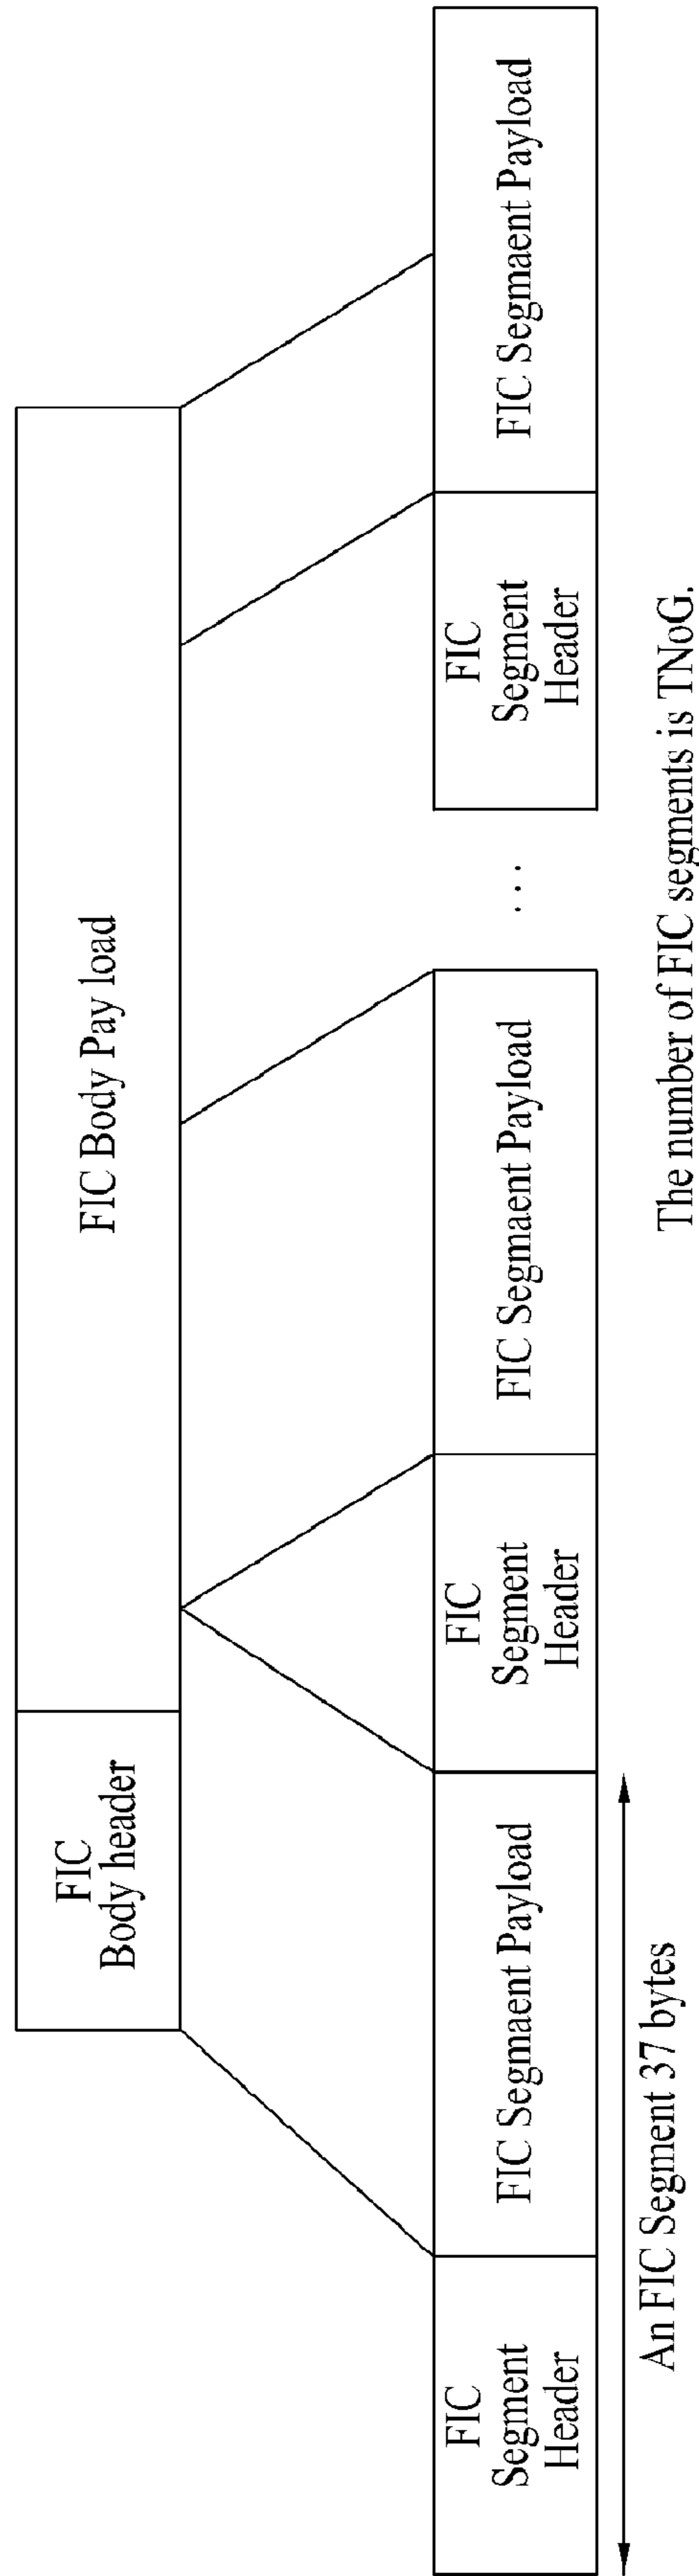 FIC
Body header
FIC Body Pay load
FIC
Segment
Header
FIC Segmaent Payload
FIC
Segment
Header
FIC Segmaent Payload
. . .
FIC
Segment
Header
FIC Segmaent Payload
An FIC Segment 37 bytes
The number of FIC segments is TNoG.